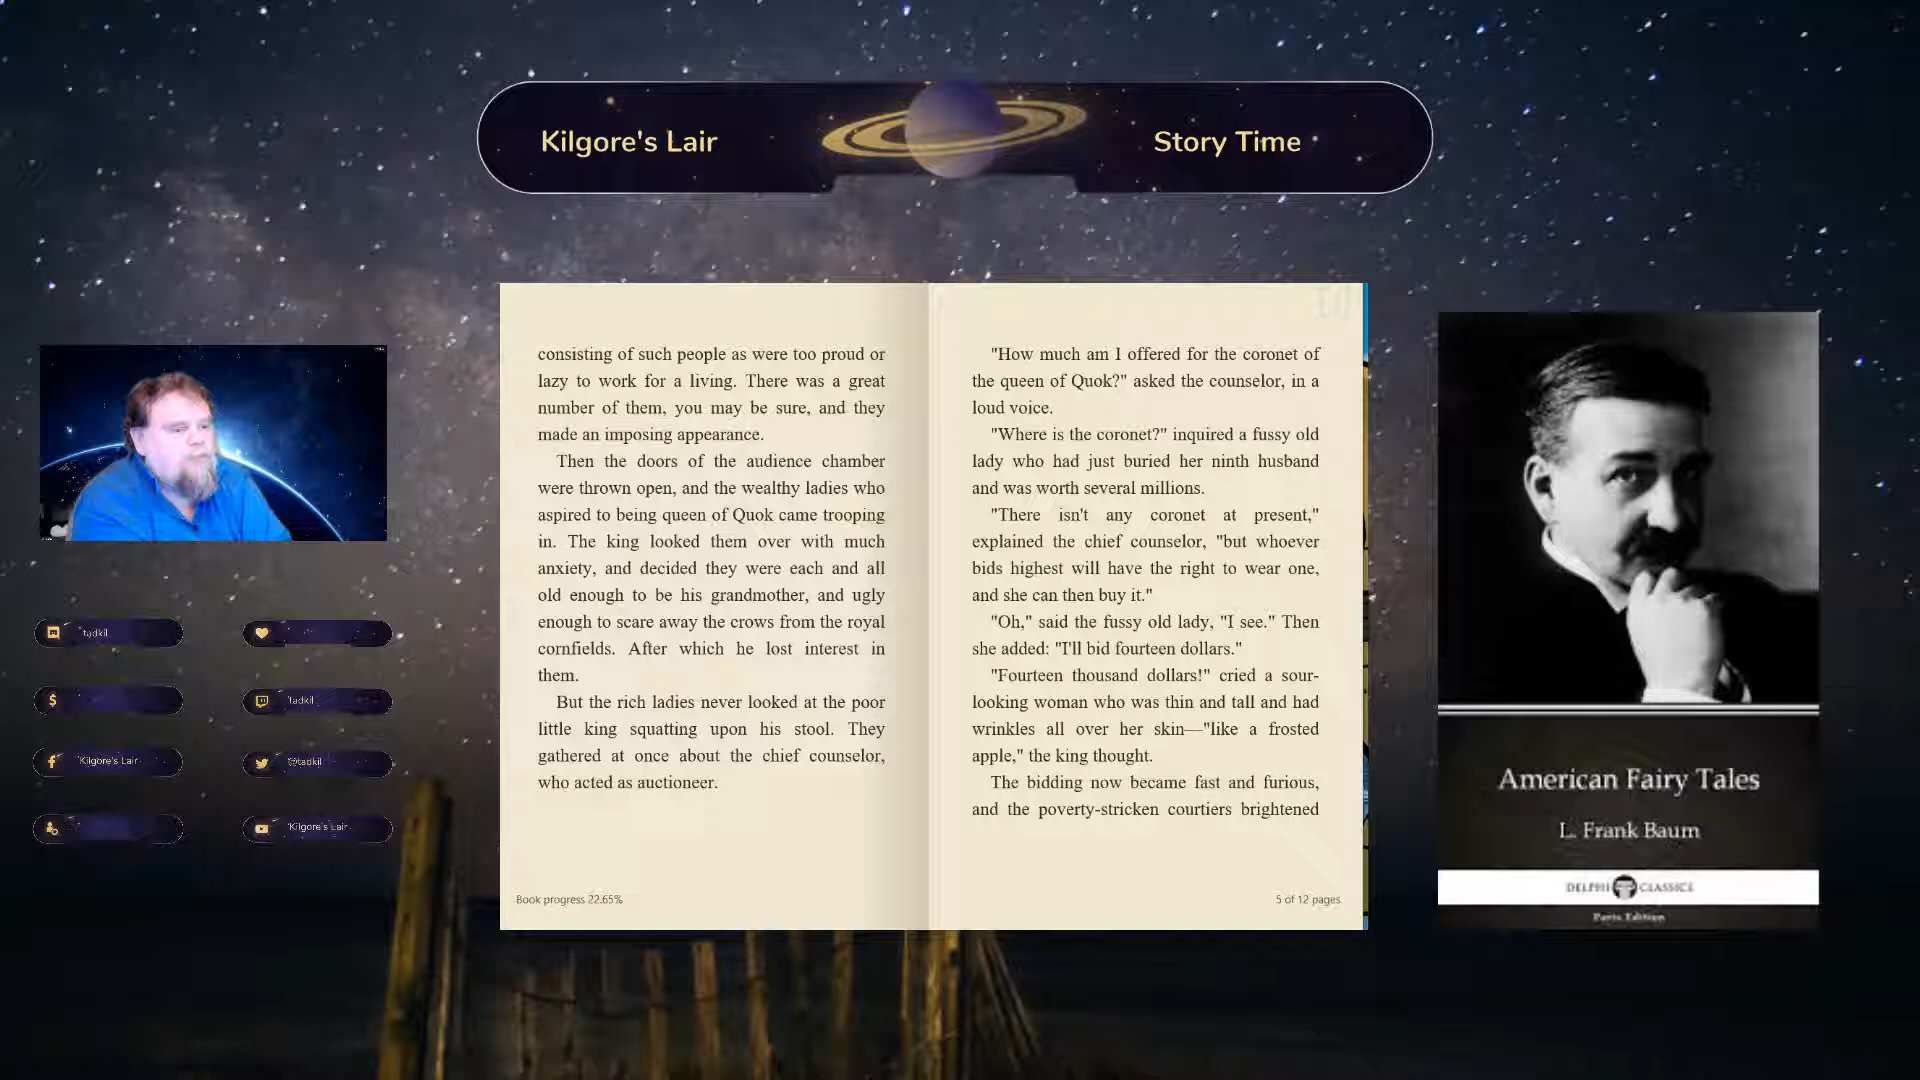 Kilgore's Lair
Story Time
consisting of such people as were too proud or
lazy to work for a living. There was a great
number of them, you may be sure, and they
made an imposing appearance.
Then the doors of the audience chamber
were thrown open, and the wealthy ladies who
aspired to being queen of Quok came trooping
in. The king looked them over with much
anxiety, and decided they were each and all
old enough to be his grandmother, and ugly
enough to scare away the crows from the royal
cornfields. After which he lost interest in
them.
But the rich ladies never looked at the poor
little king squatting upon his stool. They
gathered at once about the chief counselor,
who acted as auctioneer.
Book progress 22.65%
"How much am I offered for the coronet of
the queen of Quok?" asked the counselor, in a
loud voice.
"Where is the coronet?" inquired a fussy old
lady who had just buried her ninth husband
and was worth several millions.
"There isn't any coronet at present,"
explained the chief counselor, "but whoever
bids highest will have the right to wear one,
and she can then buy it."
"Oh," said the fussy old lady, "I see." Then
she added: "I'll bid fourteen dollars."
"Fourteen thousand dollars!" cried a sour-
looking woman who was thin and tall and had
wrinkles all over her skin—"like a frosted
apple," the king thought.
The bidding now became fast and furious,
and the poverty-stricken courtiers brightened
5 of 12 pages
tadkil
tadkil
Kilgore's Lair
@tadkil
Kilgore's Lair
American Fairy Tales
L. Frank Baum
DELPHI CLASSICS
Parts Edition